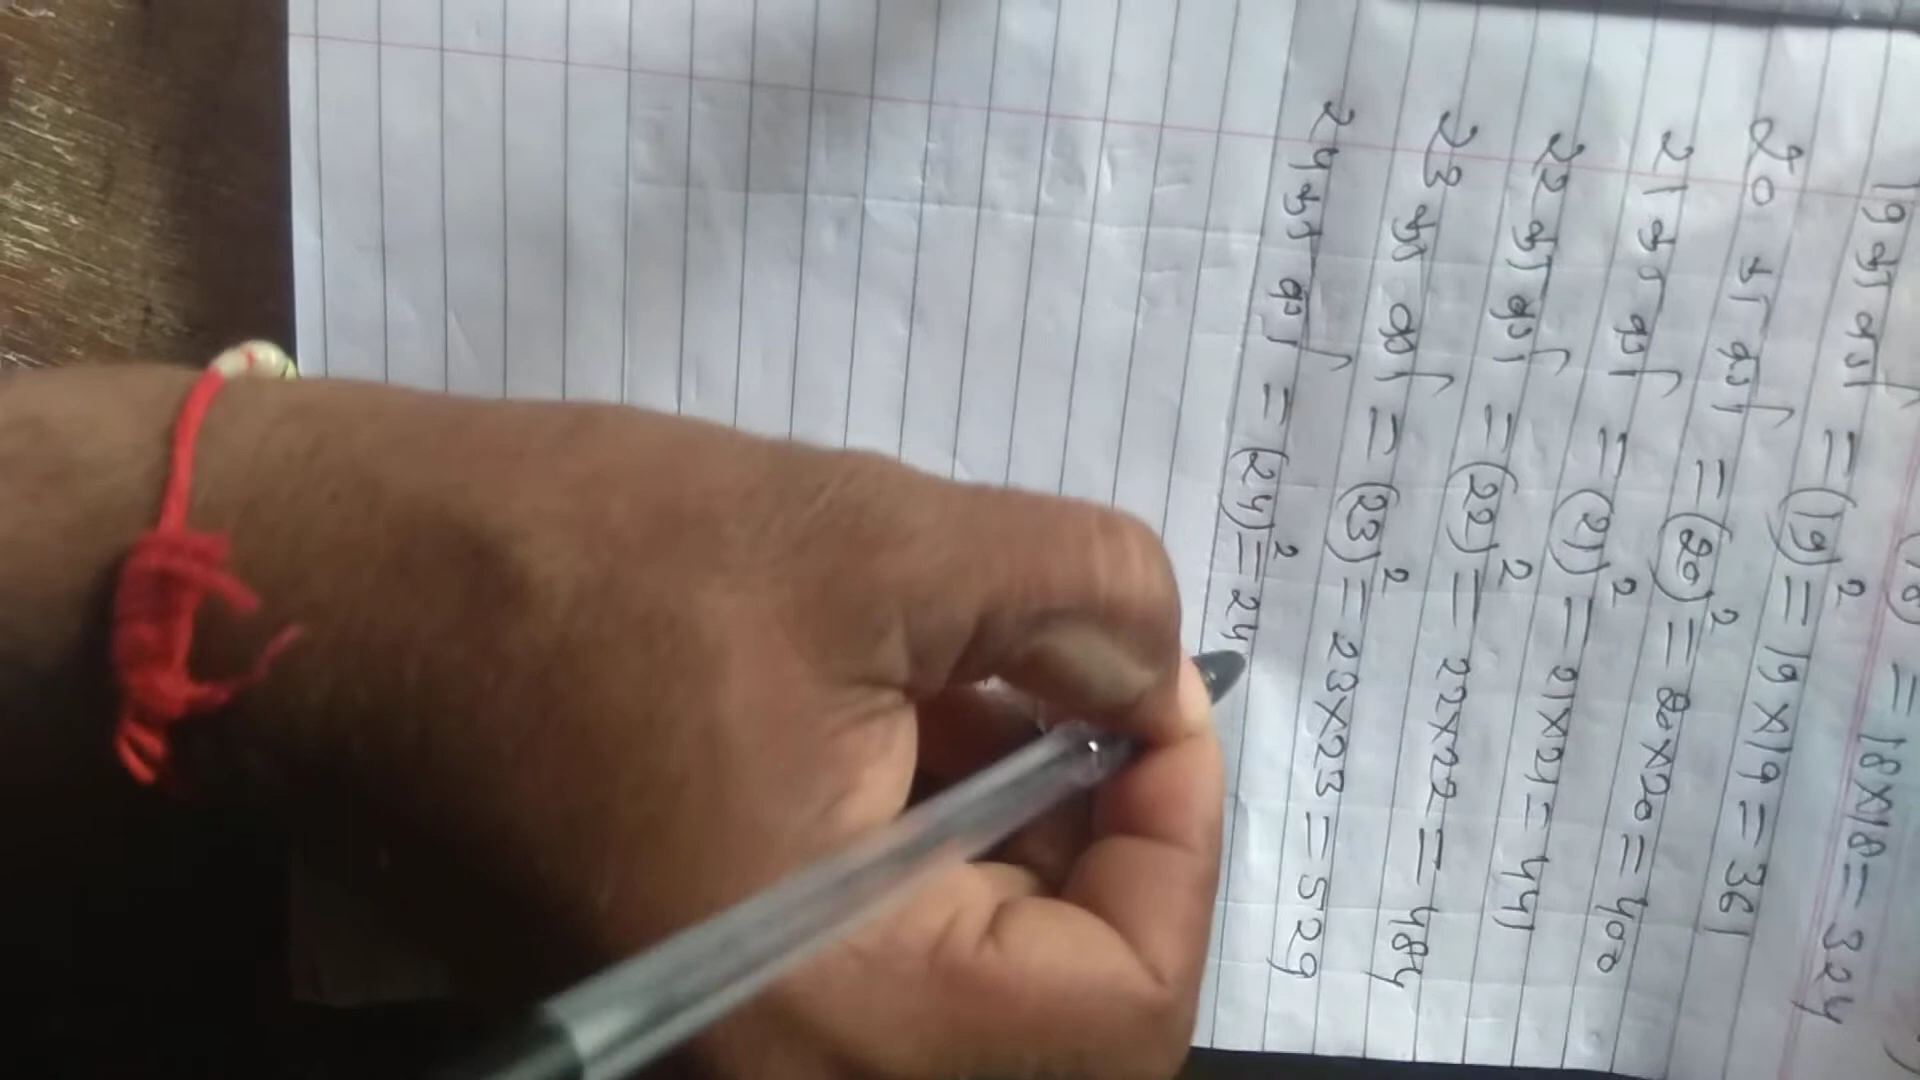 (18) = 18×18 = 324
19 का वर्ग = (19)² = 19×19 = 361
20 का वर्ग = (20)² = 20×20 = 400
21 का वर्ग = (21)² = 21×21 = 441
22 का वर्ग = (22)² = 22×22 = 484
23 का वर्ग = (23)² = 23×23 = 529
24 का वर्ग = (24)² = 24